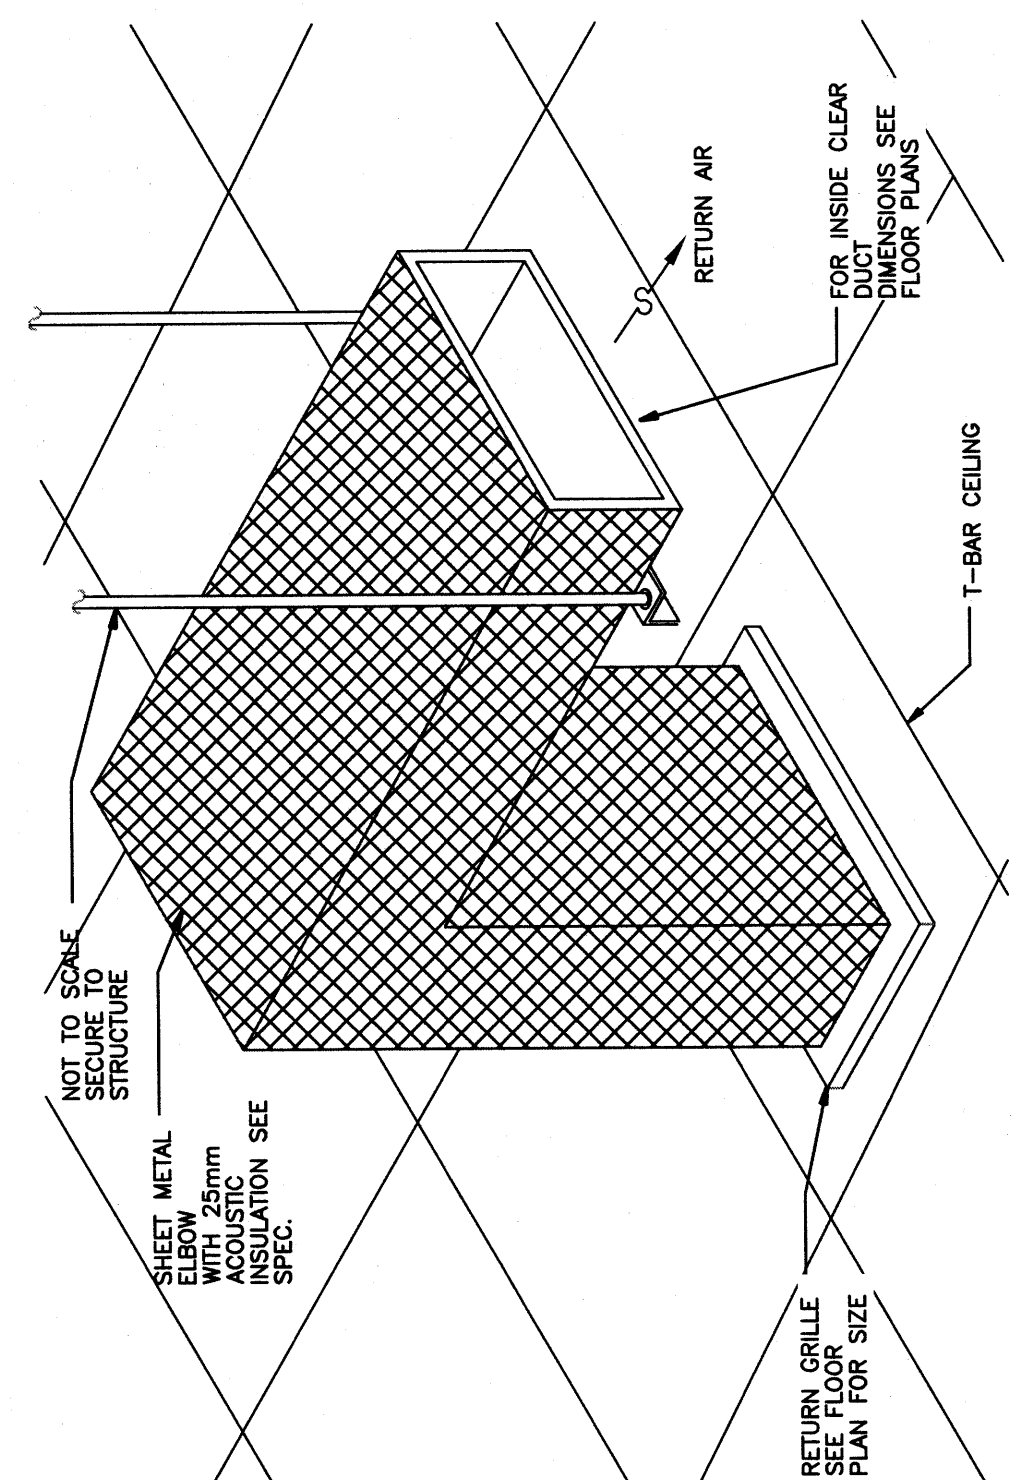 NOT TO SCALE
SECURE TO
STRUCTURE
SHEET METAL
ELBOW
WITH 25mm
ACOUSTIC
INSULATION SEE
SPEC.
RETURN GRILLE
SEE FLOOR
PLAN FOR SIZE
T-BAR CEILING
RETURN AIR
FOR INSIDE CLEAR
DUCT
DIMENSIONS SEE
FLOOR PLANS
S